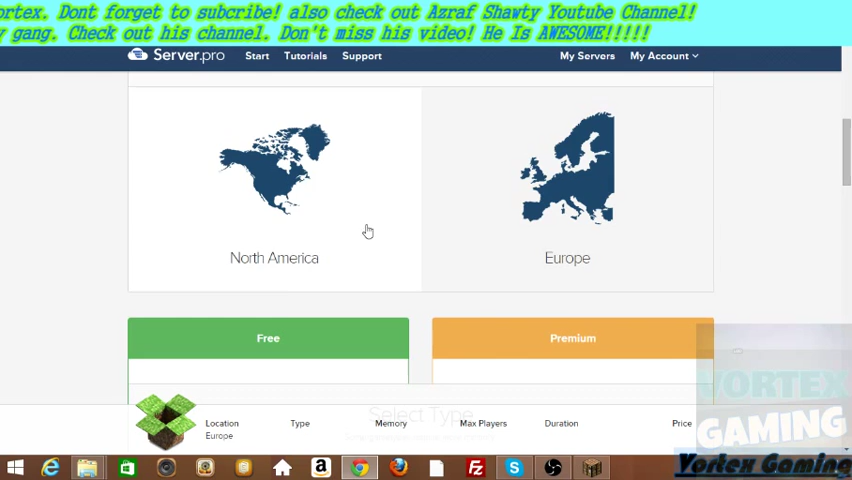 ortex. Dont forget to subcribe! also check out Azraf Shawty Youtube Channel!
y gang. Check out his channel. Don't miss his video! He Is AWESOME!!!!!
Server.pro Start Tutorials Support My Servers My Account
North America Europe
Free Premium
Select Type
Location Type Memory Max Players Duration Price
Europe
VORTEX
GAMING
Vortex Gaming